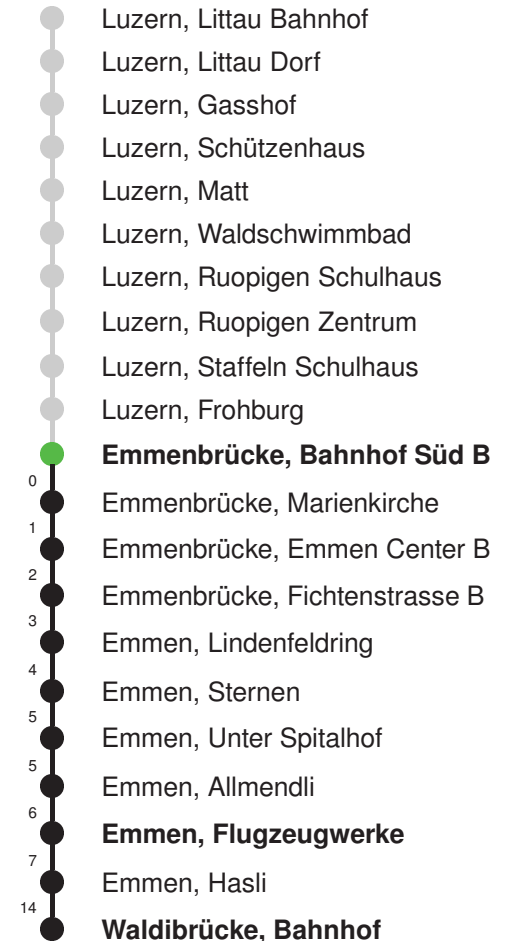 Luzern, Littau Bahnhof
Luzern, Littau Dorf
Luzern, Gasshof
Luzern, Schützenhaus
Luzern, Matt
Luzern, Waldschwimmbad
Luzern, Ruopigen Schulhaus
Luzern, Ruopigen Zentrum
Luzern, Staffeln Schulhaus
Luzern, Frohburg
Emmenbrücke, Bahnhof Süd B
0
Emmenbrücke, Marienkirche
1
Emmenbrücke, Emmen Center B
2
Emmenbrücke, Fichtenstrasse B
3
Emmen, Lindenfeldring
4
Emmen, Sternen
5
Emmen, Unter Spitalhof
5
Emmen, Allmendli
6
Emmen, Flugzeugwerke
7
Emmen, Hasli
14
Waldibrücke, Bahnhof